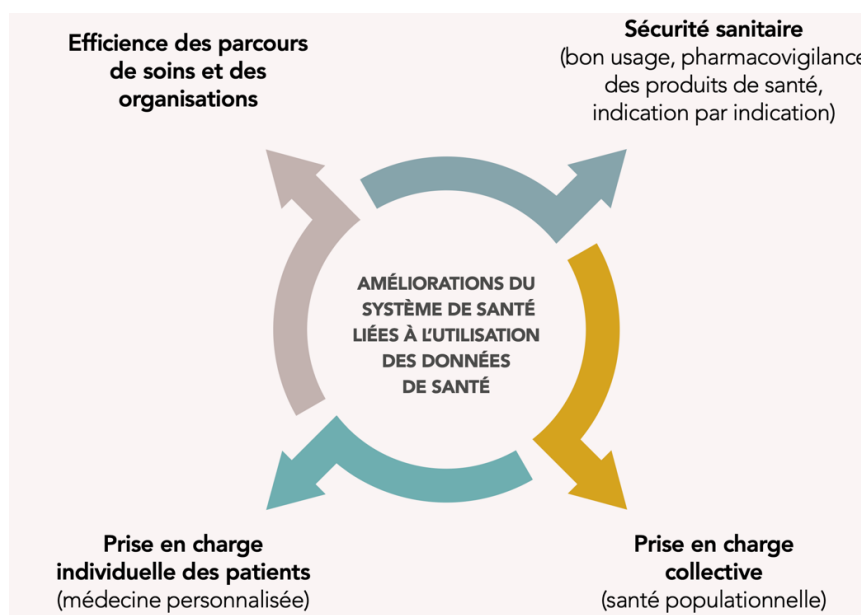 Efficience des parcours
de soins et des
organisations
Sécurité sanitaire
(bon usage, pharmacovigilance
des produits de santé,
indication par indication)
AMÉLIORATIONS DU
SYSTÈME DE SANTÉ
LIÉES À L’UTILISATION
DES DONNÉES
DE SANTÉ
Prise en charge
individuelle des patients
(médecine personnalisée)
Prise en charge
collective
(santé populationnelle)